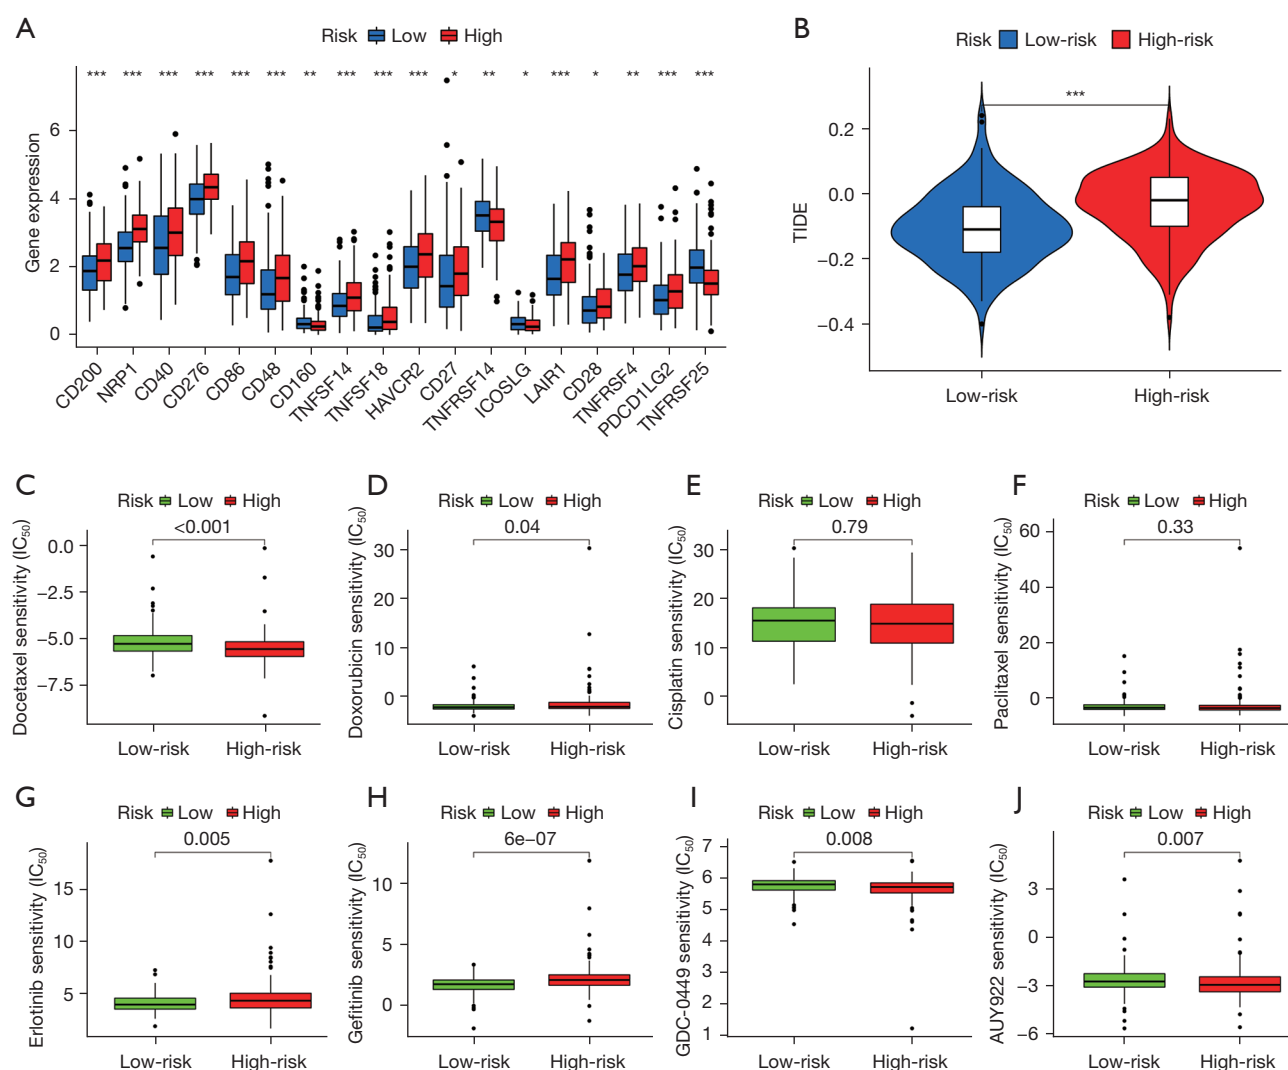 A
Risk Low High
*** *** *** *** *** *** ** *** *** *** * ** * *** * ** *** ***
Gene expression
6
4
2
0
CD200
NRP1
CD40
CD276
CD86
CD48
CD160
TNFSF14
TNFSF18
HAVCR2
CD27
TNFRSF14
ICOSLG
LAIR1
CD28
TNFRSF4
PDCD1LG2
TNFRSF25
B
Risk Low-risk High-risk
***
TIDE
0.2
0.0
−0.2
−0.4
Low-risk High-risk
C
Risk Low High
<0.001
Docetaxel sensitivity (IC50)
0.0
−2.5
−5.0
−7.5
Low-risk High-risk
D
Risk Low High
0.04
Doxorubicin sensitivity (IC50)
30
20
10
0
Low-risk High-risk
E
Risk Low High
0.79
Cisplatin sensitivity (IC50)
30
20
10
0
Low-risk High-risk
F
Risk Low High
0.33
Paclitaxel sensitivity (IC50)
60
40
20
0
Low-risk High-risk
G
Risk Low High
0.005
Erlotinib sensitivity (IC50)
15
10
5
Low-risk High-risk
H
Risk Low High
6e−07
Gefitinib sensitivity (IC50)
10
5
0
Low-risk High-risk
I
Risk Low High
0.008
GDC-0449 sensitivity (IC50)
7
6
5
4
3
2
1
Low-risk High-risk
J
Risk Low High
0.007
AUY922 sensitivity (IC50)
3
0
−3
−6
Low-risk High-risk